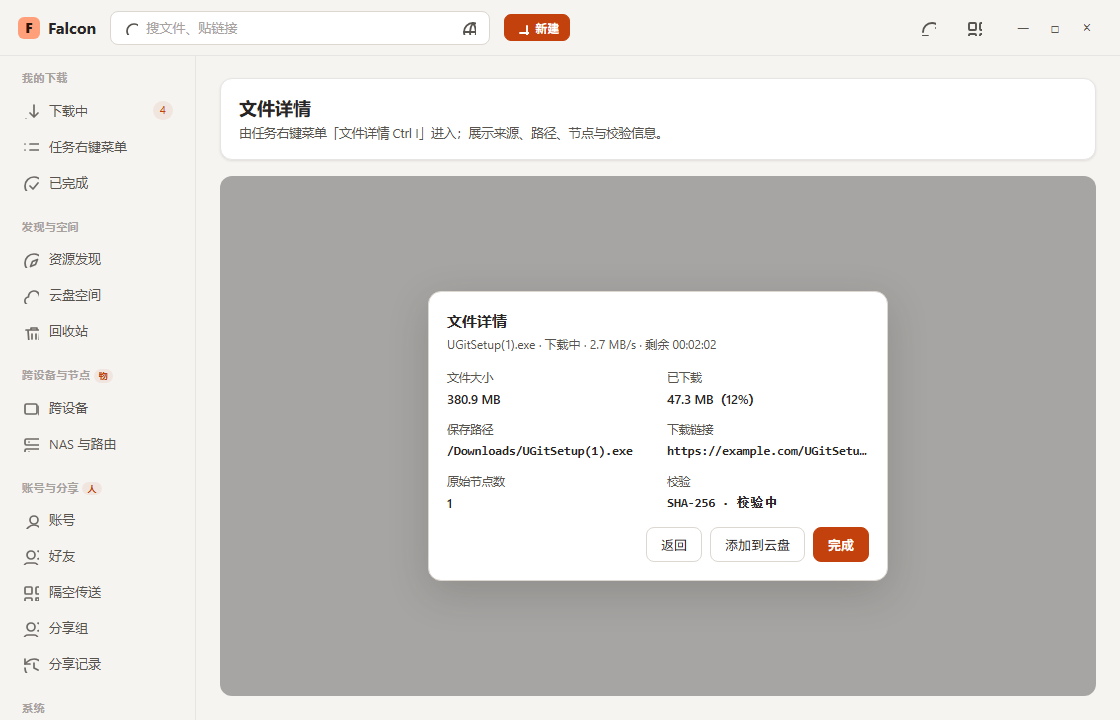 F Falcon 搜文件、贴链接 新建
我的下载
下载中 4
任务右键菜单
已完成
发现与空间
资源发现
云盘空间
回收站
跨设备与节点 物
跨设备
NAS 与路由
账号与分享 人
账号
好友
隔空传送
分享组
分享记录
系统
文件详情
由任务右键菜单「文件详情 Ctrl I」进入；展示来源、路径、节点与校验信息。
文件详情
UGitSetup(1).exe · 下载中 · 2.7 MB/s · 剩余 00:02:02
文件大小 已下载
380.9 MB 47.3 MB（12%）
保存路径 下载链接
/Downloads/UGitSetup(1).exe https://example.com/UGitSetu…
原始节点数 校验
1 SHA-256 · 校验中
返回 添加到云盘 完成